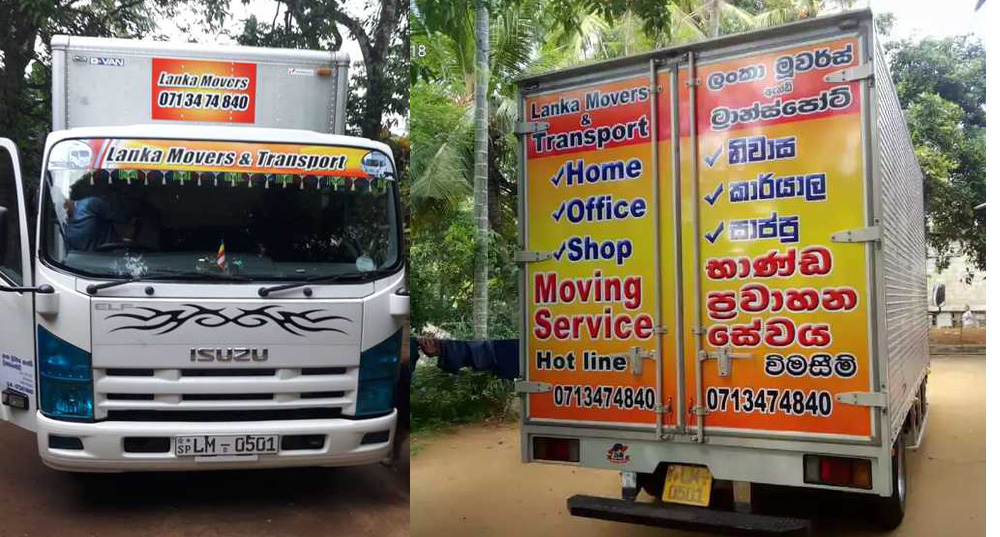 D-VAN
Lanka Movers
071 34 74 840
Lanka Movers & Transport
ELF
ISUZU
SP LM 0501
18
Lanka Movers
&
Transport
Home
Office
Shop
Moving
Service
Hot line
0713474840
ලංකා මූවර්ස්
ඇන්ඩ්
ට්‍රාන්ස්පෝට්
නිවාස
කාර්යාල
සාප්පු
භාණ්ඩ
ප්‍රවාහන
සේවය
විමසීම්
0713474840
LM
0501